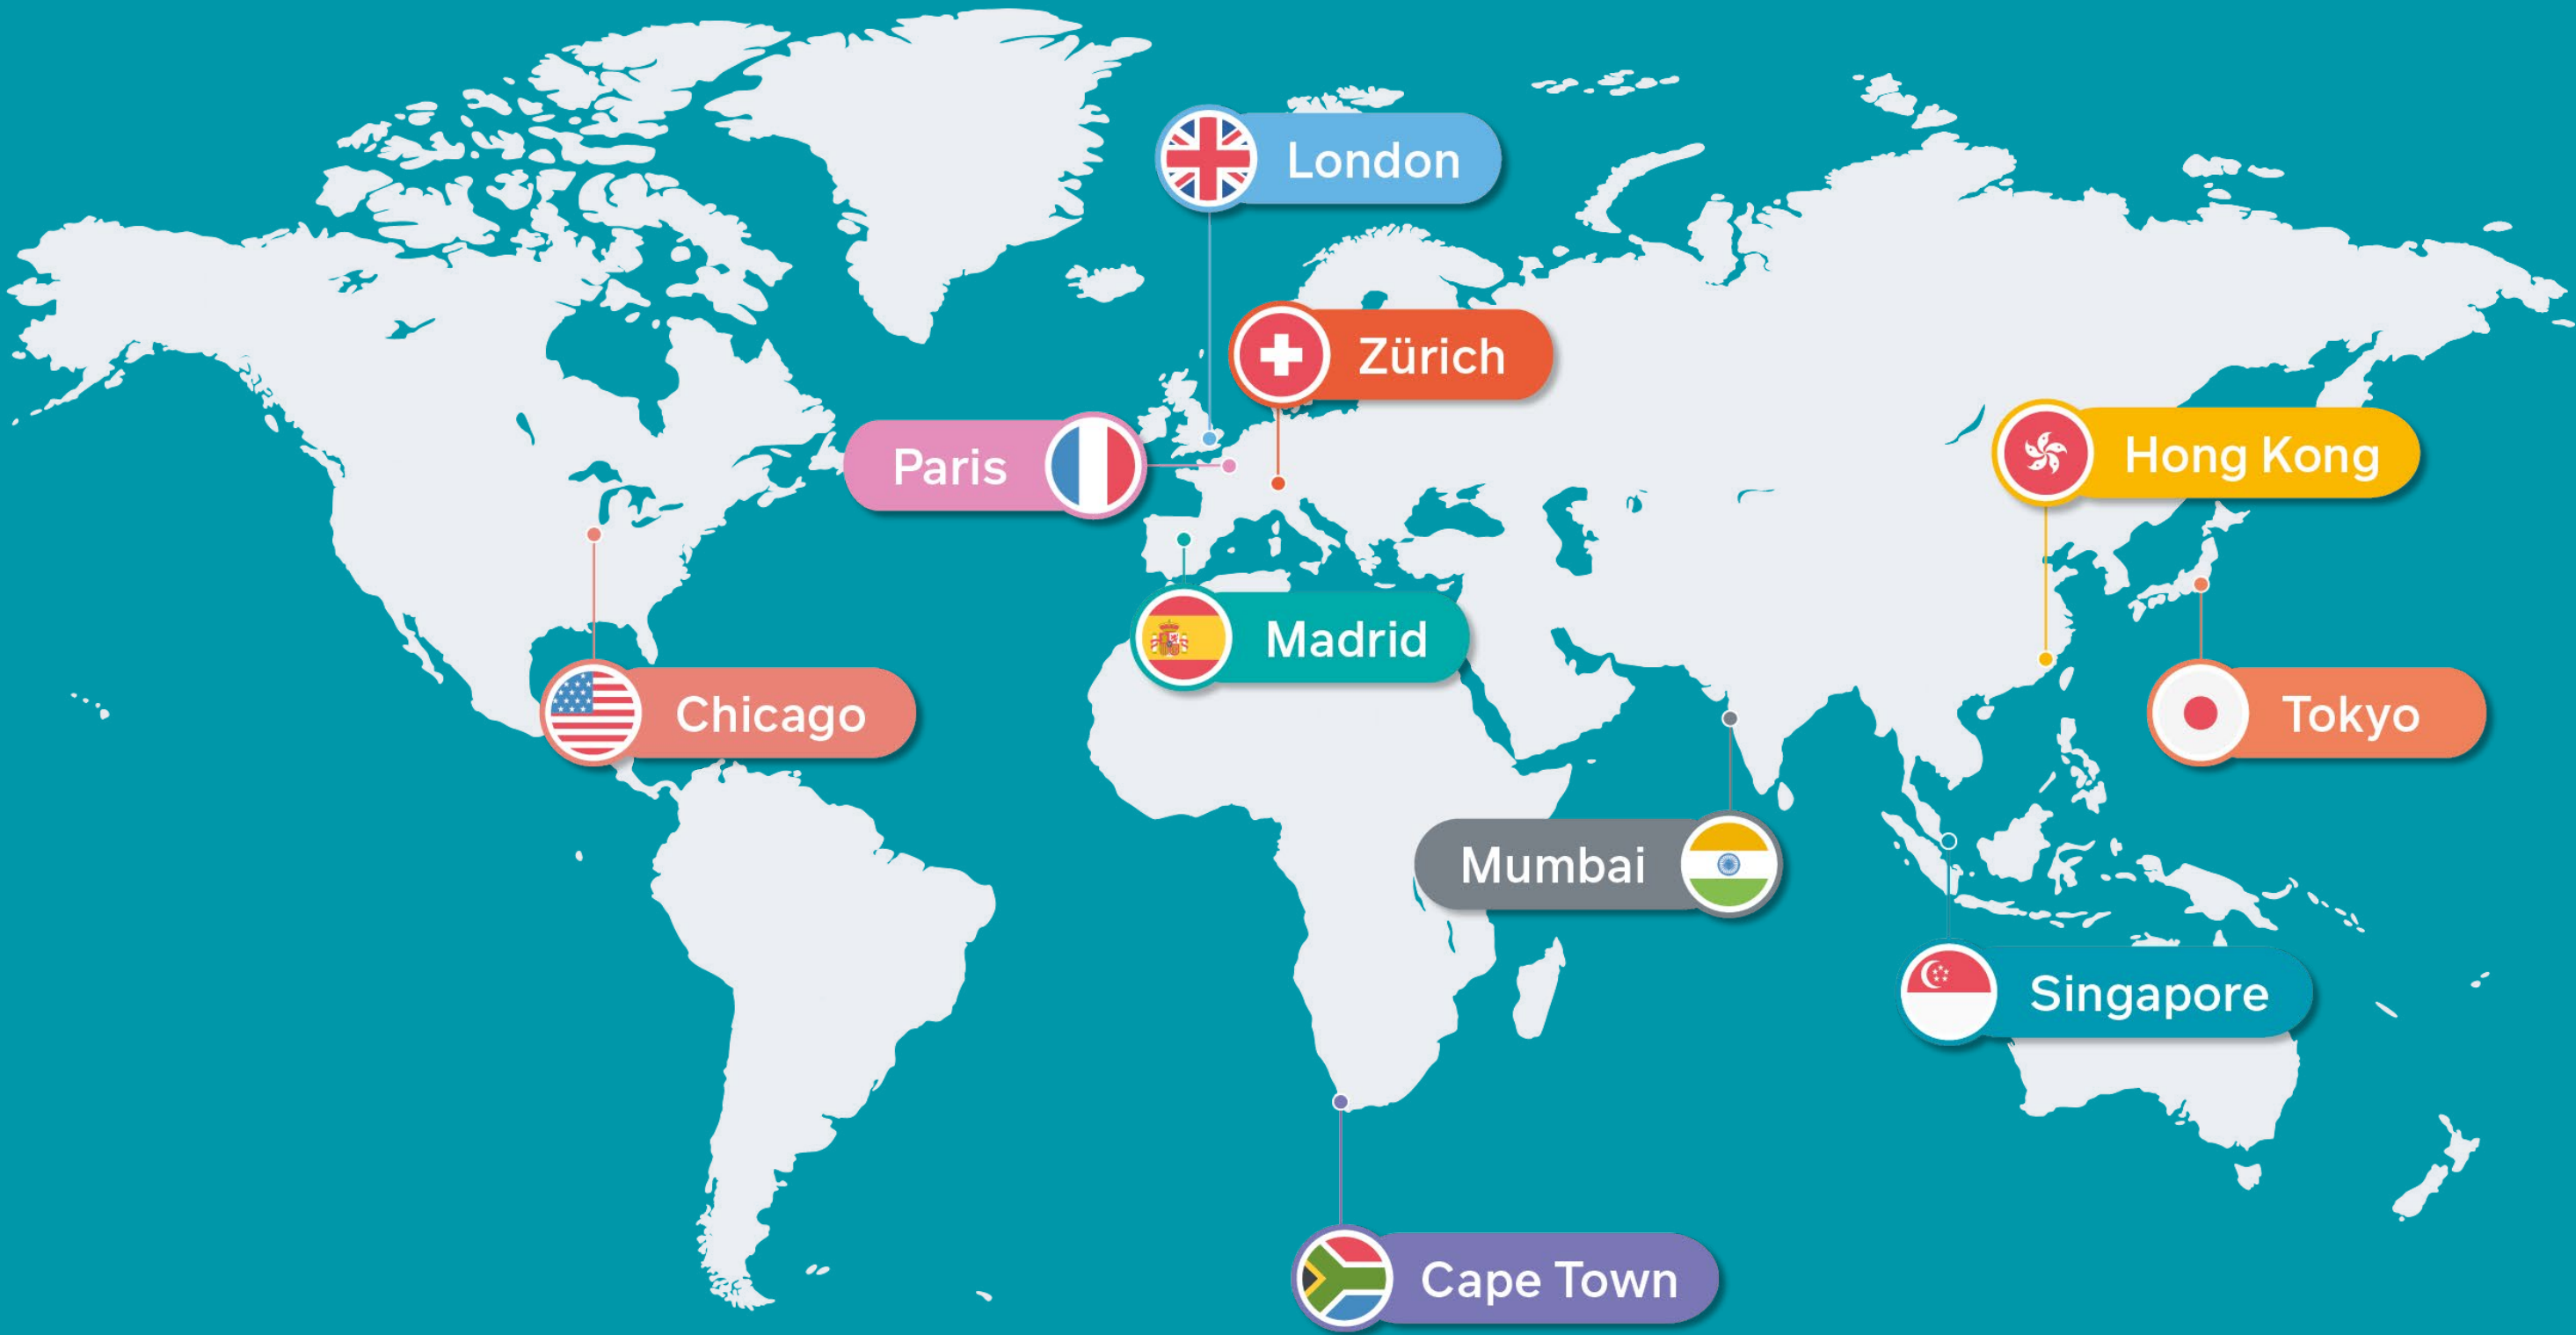 London
Zürich
Paris
Hong Kong
Madrid
Chicago
Tokyo
Mumbai
Singapore
Cape Town